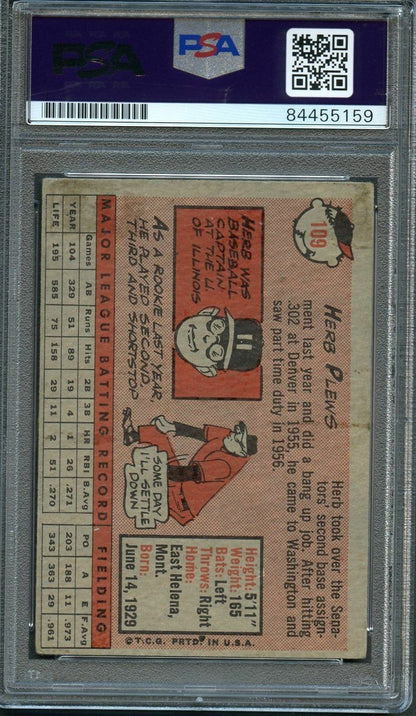 PSA
PSA
84455159
109
HERB PLEWS
Herb took over the Sena-
tors second base assign-
ment last year and did a bang up job. After hitting
.302 at Denver in 1955, he came to Washington and
saw part time duty in 1956.
HERB WAS
BASEBALL
CAPTAIN
AT THE U.
OF ILLINOIS
AS A ROOKIE LAST YEAR,
HE PLAYED SECOND,
THIRD AND SHORTSTOP
SOME DAY
I'LL SETTLE
DOWN
Height: 5'11"
Weight: 165
Bats: Left
Throws: Right
Home:
East Helena,
Mont.
Born:
June 14, 1929
MAJOR LEAGUE BATTING RECORD FIELDING
Games AB Runs Hits 2B 3B HR RBI B.Avg PO A E F.Avg
YEAR 104 329 51 89 19 4 1 26 .271 203 188 11 .973
LIFE 195 585 75 158 29 11 2 51 .270 343 363 29 .961
© T.C.G. PRTD. IN U.S.A.